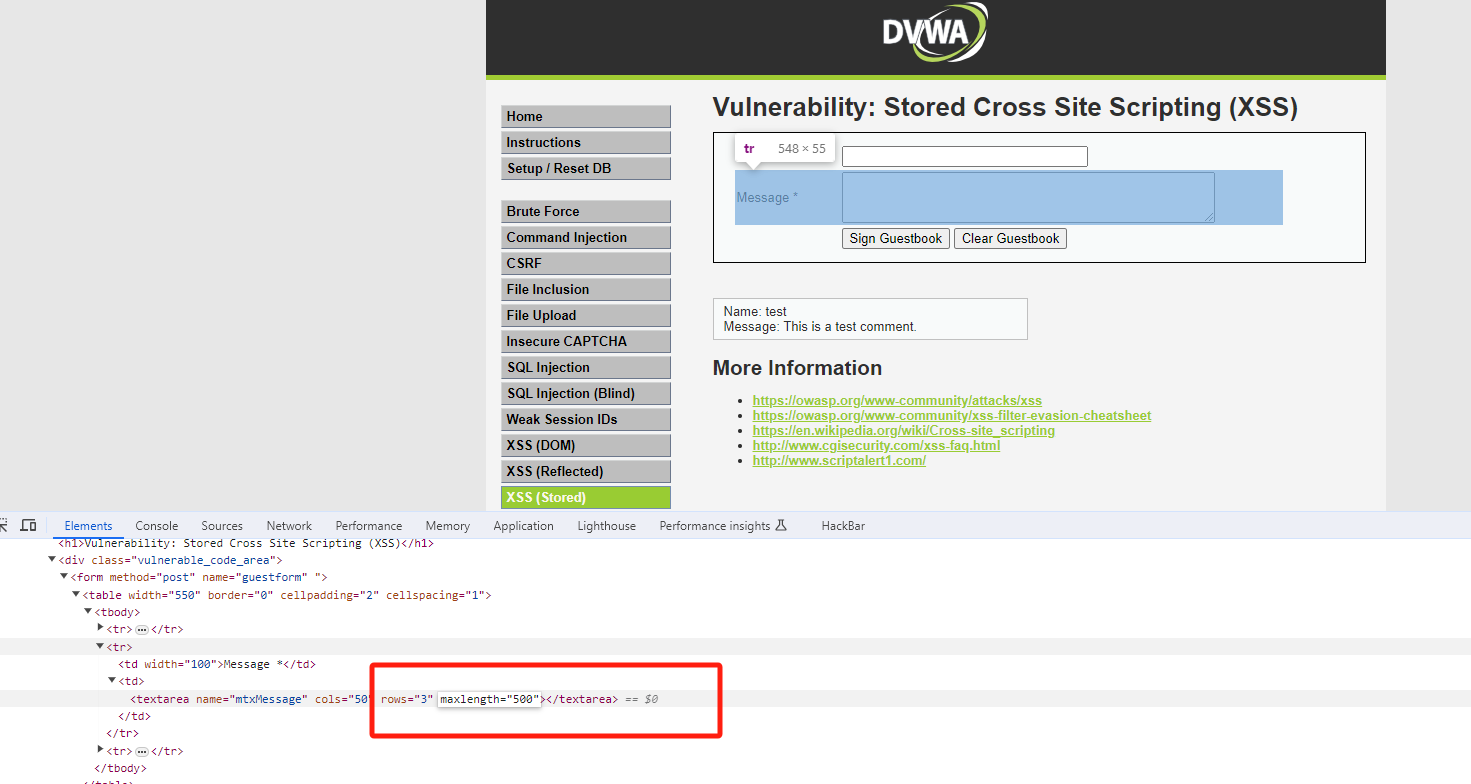 DVWA
Vulnerability: Stored Cross Site Scripting (XSS)
Home
Instructions
Setup / Reset DB
Brute Force
Command Injection
CSRF
File Inclusion
File Upload
Insecure CAPTCHA
SQL Injection
SQL Injection (Blind)
Weak Session IDs
XSS (DOM)
XSS (Reflected)
XSS (Stored)
tr 548 × 55
Message *
Sign Guestbook Clear Guestbook
Name: test
Message: This is a test comment.
More Information
• https://owasp.org/www-community/attacks/xss
• https://owasp.org/www-community/xss-filter-evasion-cheatsheet
• https://en.wikipedia.org/wiki/Cross-site_scripting
• http://www.cgisecurity.com/xss-faq.html
• http://www.scriptalert1.com/
Elements Console Sources Network Performance Memory Application Lighthouse Performance insights HackBar
<h1>Vulnerability: Stored Cross Site Scripting (XSS)</h1>
<div class="vulnerable_code_area">
<form method="post" name="guestform" ">
<table width="550" border="0" cellpadding="2" cellspacing="1">
<tbody>
<tr>…</tr>
<tr>
<td width="100">Message *</td>
<td>
<textarea name="mtxMessage" cols="50" rows="3" maxlength="500"></textarea> == $0
</td>
</tr>
<tr>…</tr>
</tbody>
</table>